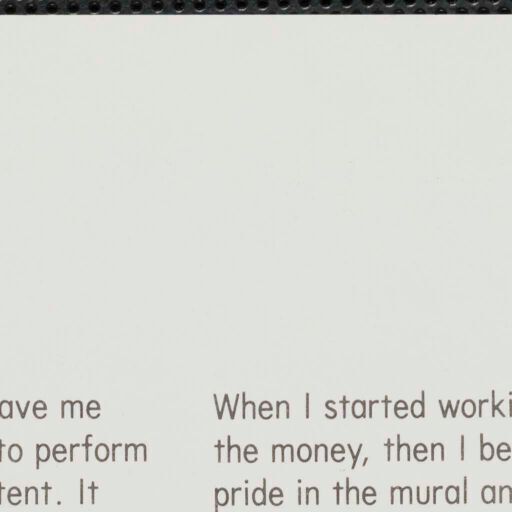 ave me
to perform
tent. It
When I started worki
the money, then I be
pride in the mural an